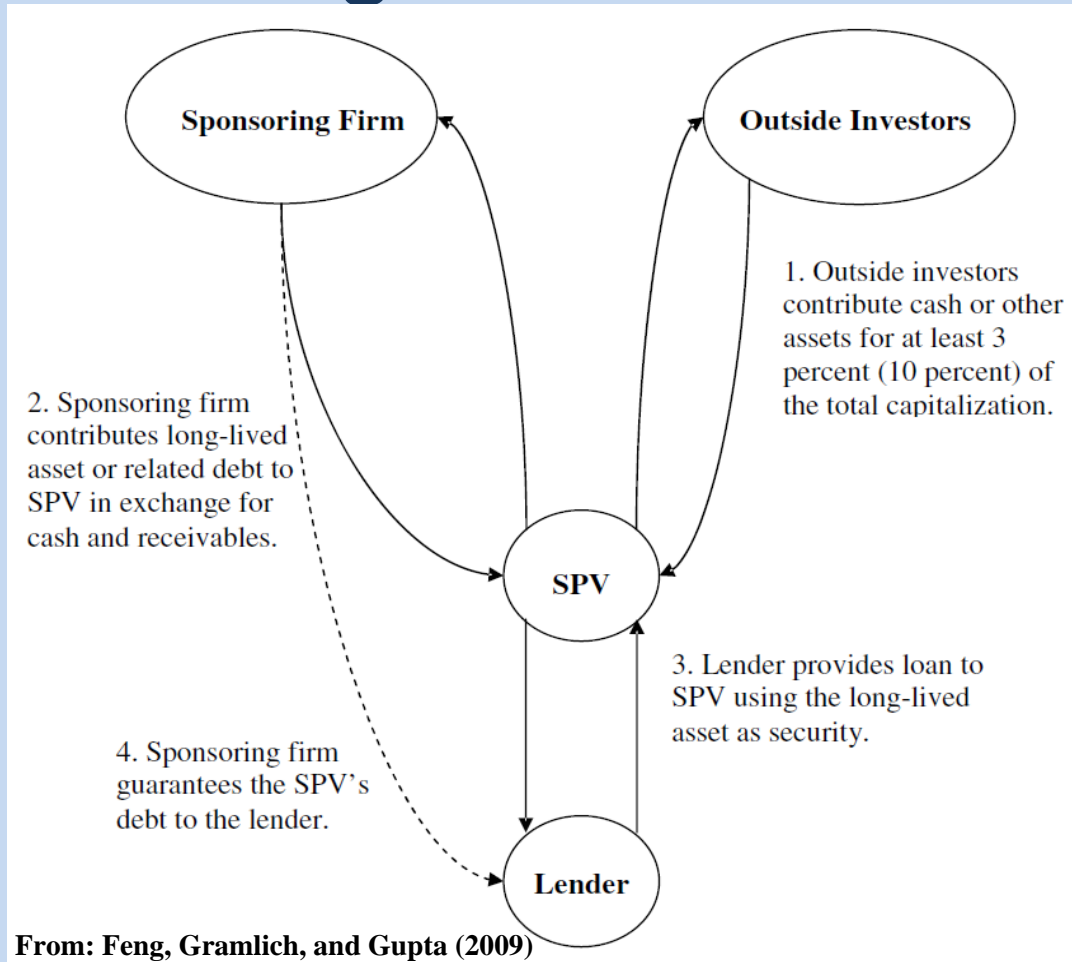 Sponsoring Firm
Outside Investors
1. Outside investors
contribute cash or other
assets for at least 3
percent (10 percent) of
the total capitalization.
2. Sponsoring firm
contributes long-lived
asset or related debt to
SPV in exchange for
cash and receivables.
SPV
3. Lender provides loan to
SPV using the long-lived
asset as security.
4. Sponsoring firm
guarantees the SPV’s
debt to the lender.
Lender
From: Feng, Gramlich, and Gupta (2009)